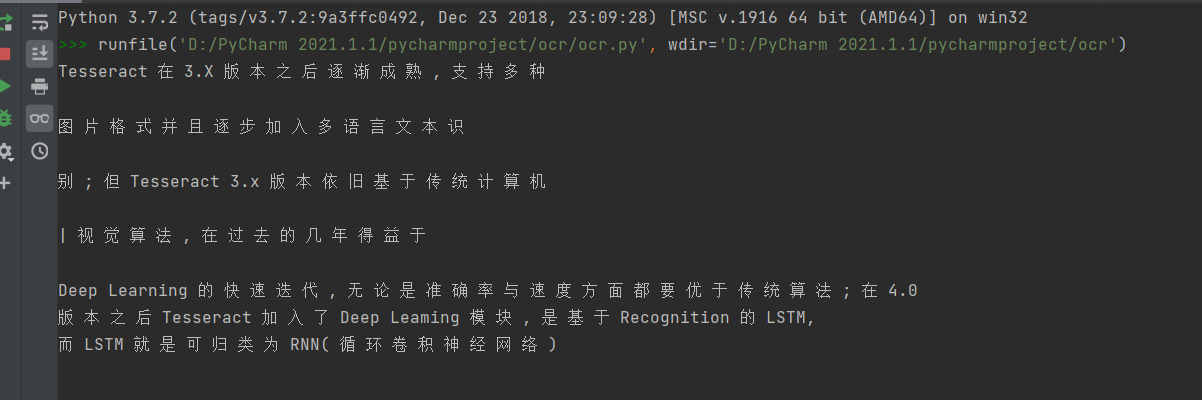 Python 3.7.2 (tags/v3.7.2:9a3ffc0492, Dec 23 2018, 23:09:28) [MSC v.1916 64 bit (AMD64)] on win32
>>> runfile('D:/PyCharm 2021.1.1/pycharmproject/ocr/ocr.py', wdir='D:/PyCharm 2021.1.1/pycharmproject/ocr')
Tesseract 在 3.X 版 本 之 后 逐 渐 成 熟 , 支 持 多 种
图 片 格 式 并 且 逐 步 加 入 多 语 言 文 本 识
别 ; 但 Tesseract 3.x 版 本 依 旧 基 于 传 统 计 算 机
| 视 觉 算 法 , 在 过 去 的 几 年 得 益 于
Deep Learning 的 快 速 迭 代 , 无 论 是 准 确 率 与 速 度 方 面 都 要 优 于 传 统 算 法 ; 在 4.0
版 本 之 后 Tesseract 加 入 了 Deep Leaming 模 块 , 是 基 于 Recognition 的 LSTM,
而 LSTM 就 是 可 归 类 为 RNN( 循 环 卷 积 神 经 网 络 )